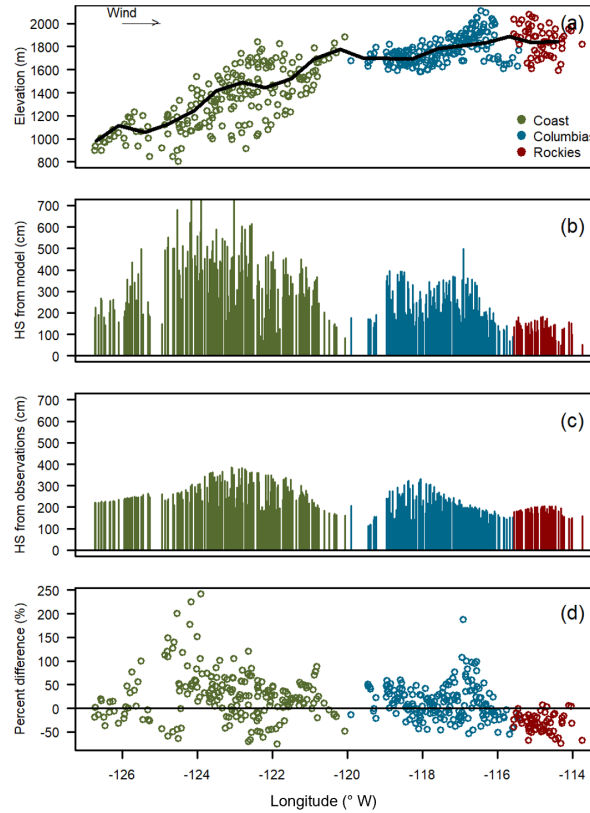 Wind
(a)
Elevation (m)
2000
1800
1600
1400
1200
1000
800
Coast
Columbias
Rockies
(b)
HS from model (cm)
700
600
500
400
300
200
100
0
(c)
HS from observations (cm)
700
600
500
400
300
200
100
0
(d)
Percent difference (%)
250
200
150
100
50
0
-50
-126 -124 -122 -120 -118 -116 -114
Longitude (° W)